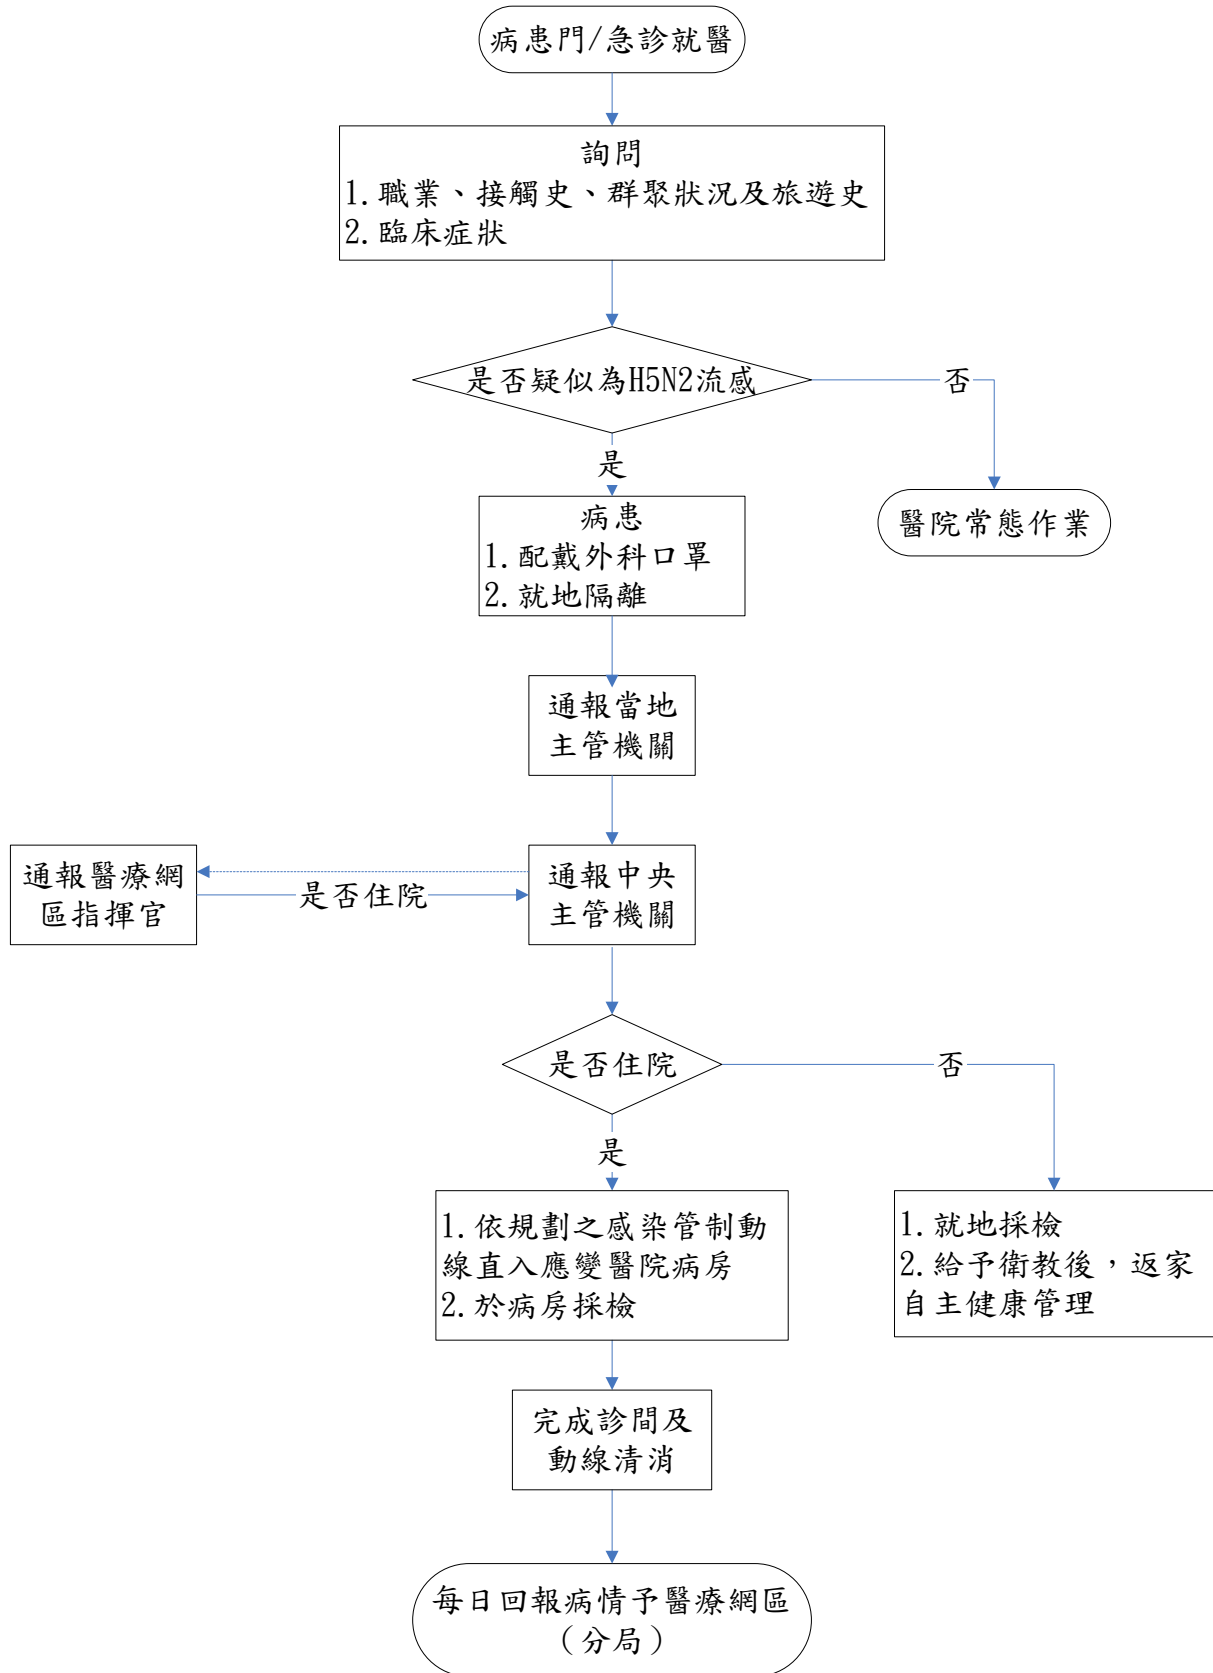 病患門/急診就醫
詢問
1.職業、接觸史、群聚狀況及旅遊史
2.臨床症狀
是否疑似為H5N2流感
否
是
醫院常態作業
病患
1.配戴外科口罩
2.就地隔離
通報當地
主管機關
通報醫療網
區指揮官
是否住院
通報中央
主管機關
是否住院
否
是
1.依規劃之感染管制動
線直入應變醫院病房
2.於病房採檢
1.就地採檢
2.給予衛教後，返家
自主健康管理
完成診間及
動線清消
每日回報病情予醫療網區
（分局）